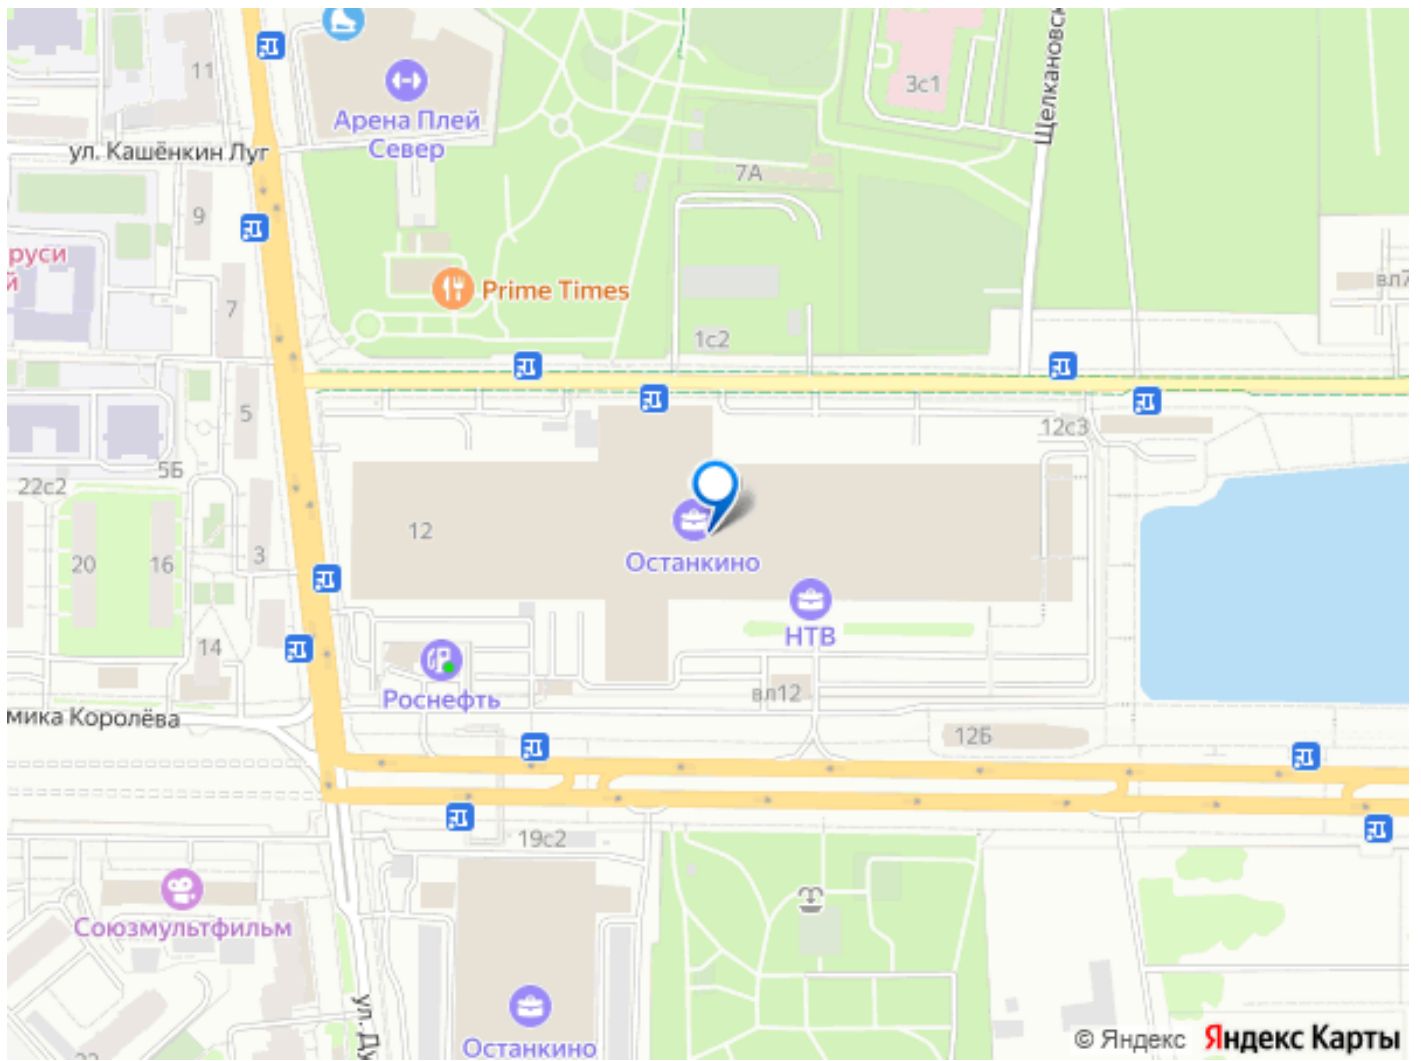 11
3с1
Щелкановск
Арена Плей
Север
ул. Кашёнкин Луг
7А
9
руси
й
Prime Times
вл7
7
1с2
5
12с3
5Б
22с2
12
20
16
3
Останкино
НТВ
14
Роснефть
вл12
мика Королёва
12Б
19с2
Союзмультфильм
ул. Ду
Останкино
© Яндекс Яндекс Карты